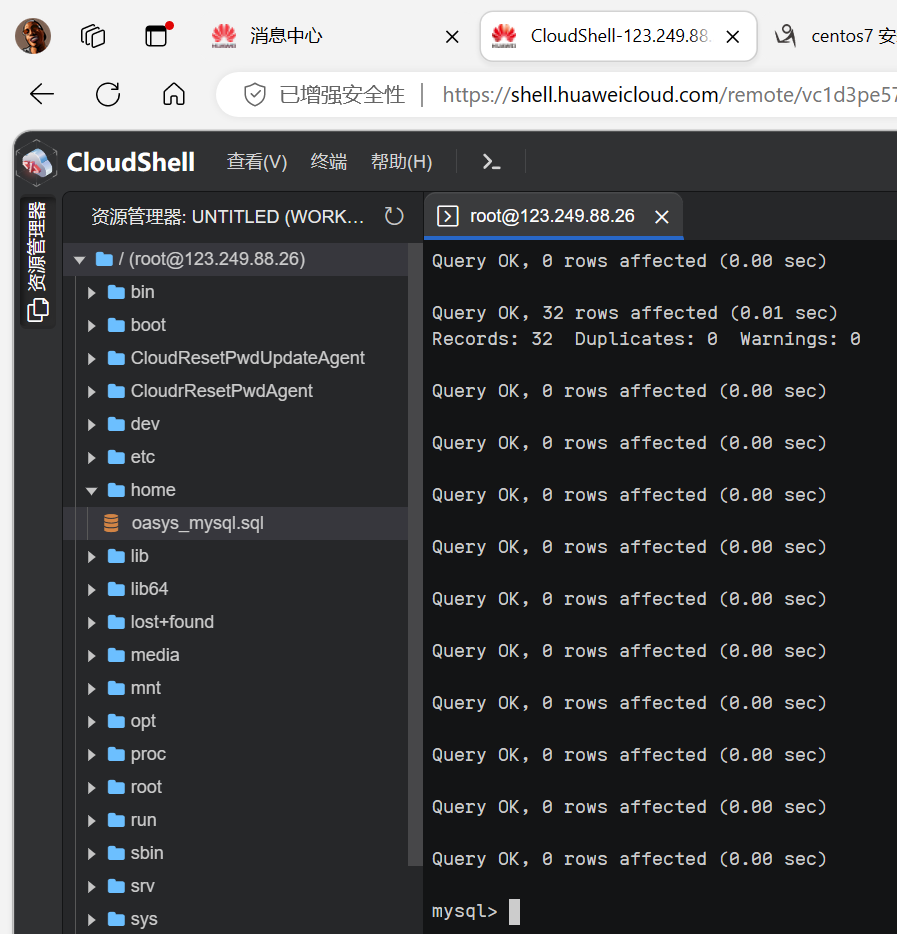 消息中心
CloudShell-123.249.88.
centos7 安
已增强安全性
https://shell.huaweicloud.com/remote/vc1d3pe57
CloudShell
查看(V)
终端
帮助(H)
资源管理器
资源管理器: UNTITLED (WORK...
/ (root@123.249.88.26)
bin
boot
CloudResetPwdUpdateAgent
CloudrResetPwdAgent
dev
etc
home
oasys_mysql.sql
lib
lib64
lost+found
media
mnt
opt
proc
root
run
sbin
srv
sys
root@123.249.88.26
Query OK, 0 rows affected (0.00 sec)
Query OK, 32 rows affected (0.01 sec)
Records: 32  Duplicates: 0  Warnings: 0
Query OK, 0 rows affected (0.00 sec)
Query OK, 0 rows affected (0.00 sec)
Query OK, 0 rows affected (0.00 sec)
Query OK, 0 rows affected (0.00 sec)
Query OK, 0 rows affected (0.00 sec)
Query OK, 0 rows affected (0.00 sec)
Query OK, 0 rows affected (0.00 sec)
Query OK, 0 rows affected (0.00 sec)
Query OK, 0 rows affected (0.00 sec)
Query OK, 0 rows affected (0.00 sec)
mysql>